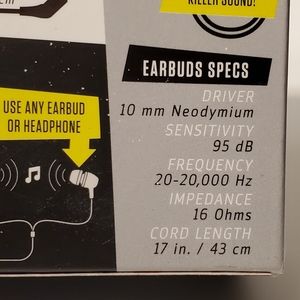 KILLER SOUND!
USE ANY EARBUD
OR HEADPHONE
EARBUDS SPECS
DRIVER
10 mm Neodymium
SENSITIVITY
95 dB
FREQUENCY
20-20,000 Hz
IMPEDANCE
16 Ohms
CORD LENGTH
17 in. / 43 cm